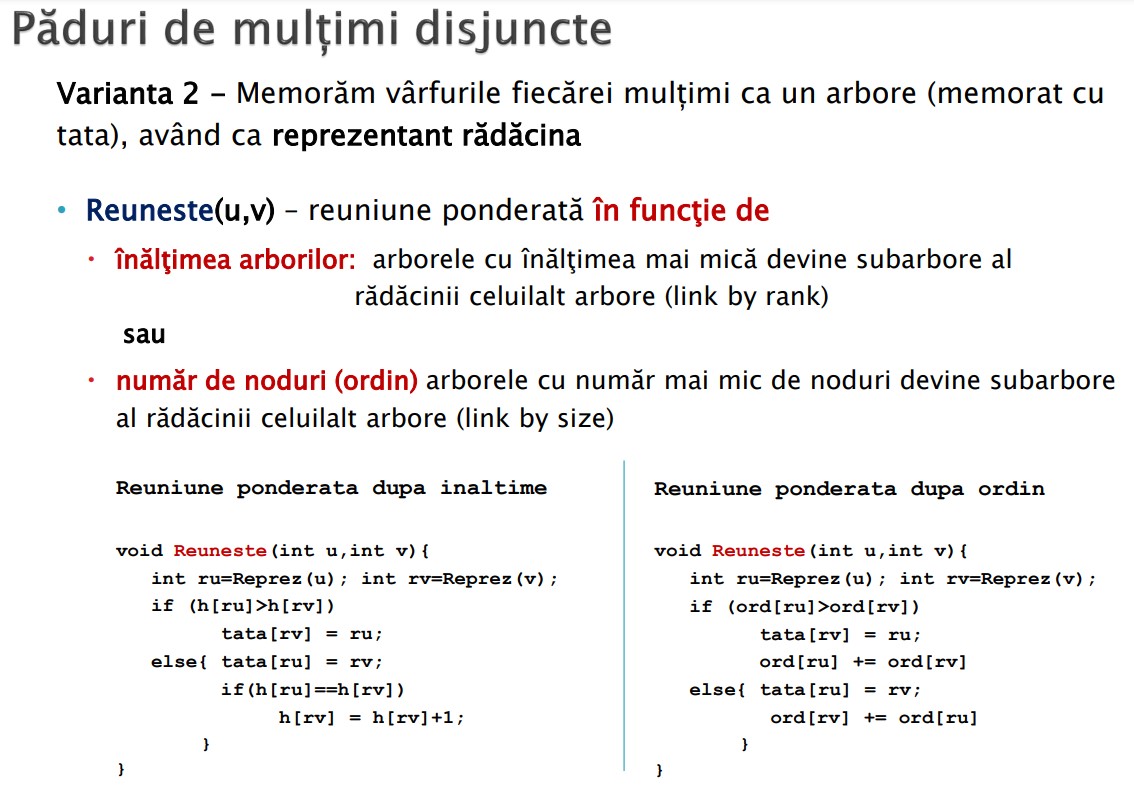 Păduri de mulțimi disjuncte
Varianta 2 – Memorăm vârfurile fiecărei mulțimi ca un arbore (memorat cu
tata), având ca reprezentant rădăcina
• Reuneste(u,v) – reuniune ponderată în funcţie de
• înălţimea arborilor: arborele cu înălţimea mai mică devine subarbore al
rădăcinii celuilalt arbore (link by rank)
sau
• număr de noduri (ordin) arborele cu număr mai mic de noduri devine subarbore
al rădăcinii celuilalt arbore (link by size)
Reuniune ponderata dupa inaltime
void Reuneste(int u,int v){
int ru=Reprez(u); int rv=Reprez(v);
if (h[ru]>h[rv])
tata[rv] = ru;
else{ tata[ru] = rv;
if(h[ru]==h[rv])
h[rv] = h[rv]+1;
}
}
Reuniune ponderata dupa ordin
void Reuneste(int u,int v){
int ru=Reprez(u); int rv=Reprez(v);
if (ord[ru]>ord[rv])
tata[rv] = ru;
ord[ru] += ord[rv]
else{ tata[ru] = rv;
ord[rv] += ord[ru]
}
}